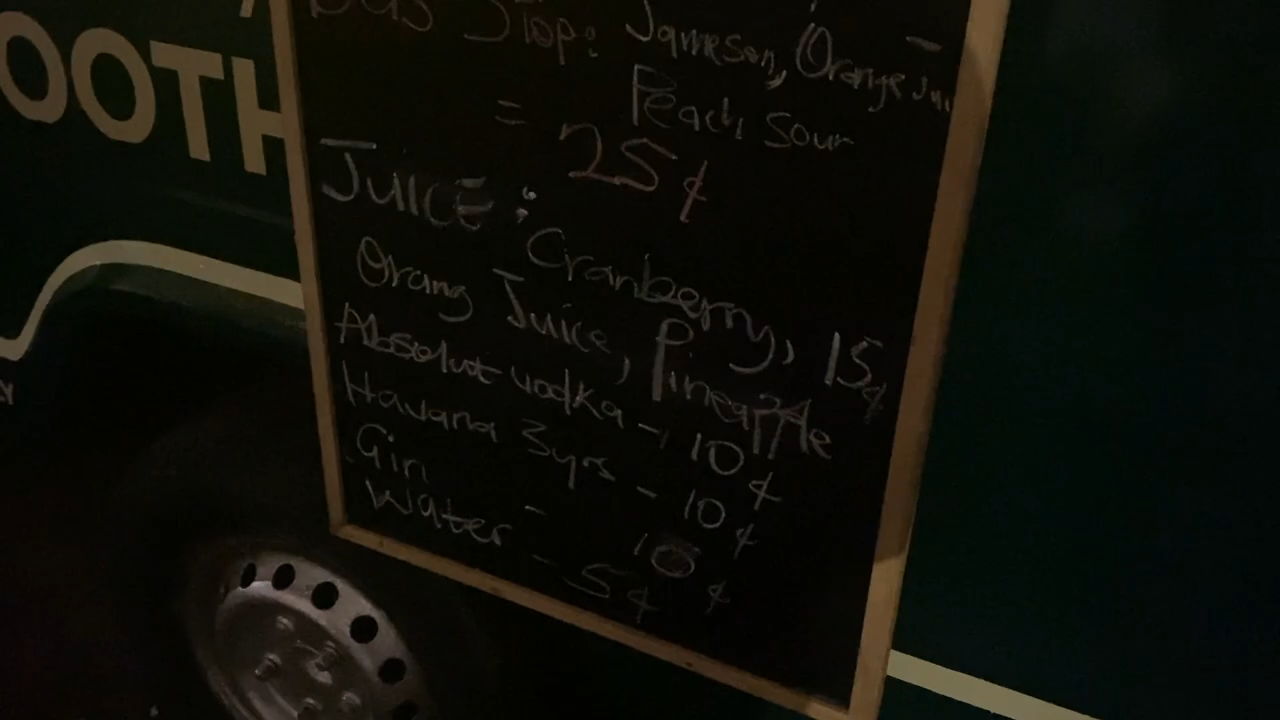 OOTH
Bus Stop: Jameson, Orange Jui
Peach Sour
= 25¢
JUICE: Cranberry, 15¢
Orang Juice, Pineapple
Absolut vodka - 10¢
Havana 3yrs - 10¢
Gin - 10¢
Water - 5¢